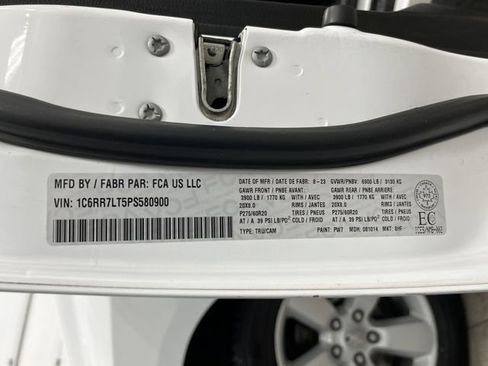 MFD BY / FABR PAR: FCA US LLC
VIN: 1C6RR7LT5PS580900
DATE OF MFR / DATE DE FABR: 8-23 GVWR/PNBV: 6900 LB / 3130 KG
GAWR FRONT / PNBE AVANT: GAWR REAR / PNBE ARRIERE:
3900 LB / 1770 KG WITH / AVEC 3900 LB / 1770 KG WITH / AVEC
20X9.0 RIMS / JANTES 20X9.0 RIMS / JANTES
P275/60R20 TIRES/PNEUS P275/60R20 TIRES/PNEUS
AT / A 39 PSI LB/PO² COLD / FROID AT / A 39 PSI LB/PO² COLD / FROID
TYPE: TRU/CAM PAINT: PW7 MDH: 081014 MKT: BHF
EC